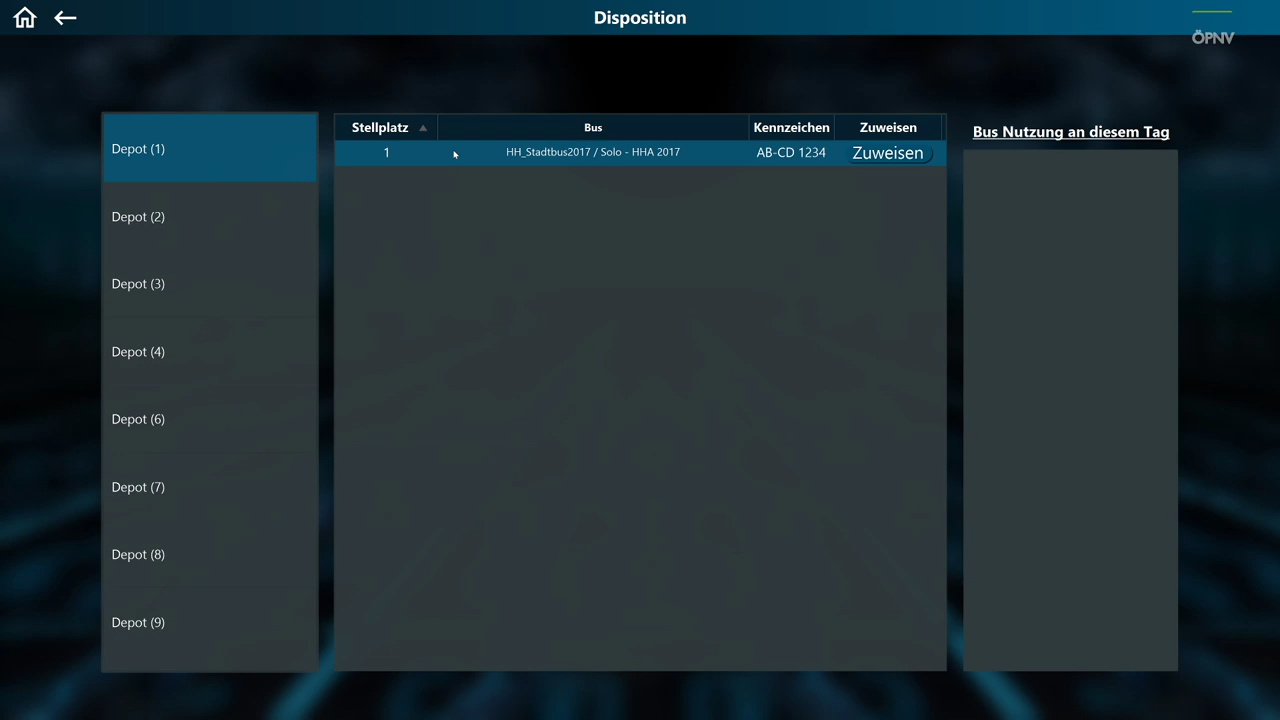 Disposition
ÖPNV
Depot (1)
Depot (2)
Depot (3)
Depot (4)
Depot (6)
Depot (7)
Depot (8)
Depot (9)
Stellplatz Bus Kennzeichen Zuweisen
1 HH_Stadtbus2017 / Solo - HHA 2017 AB-CD 1234 Zuweisen
Bus Nutzung an diesem Tag